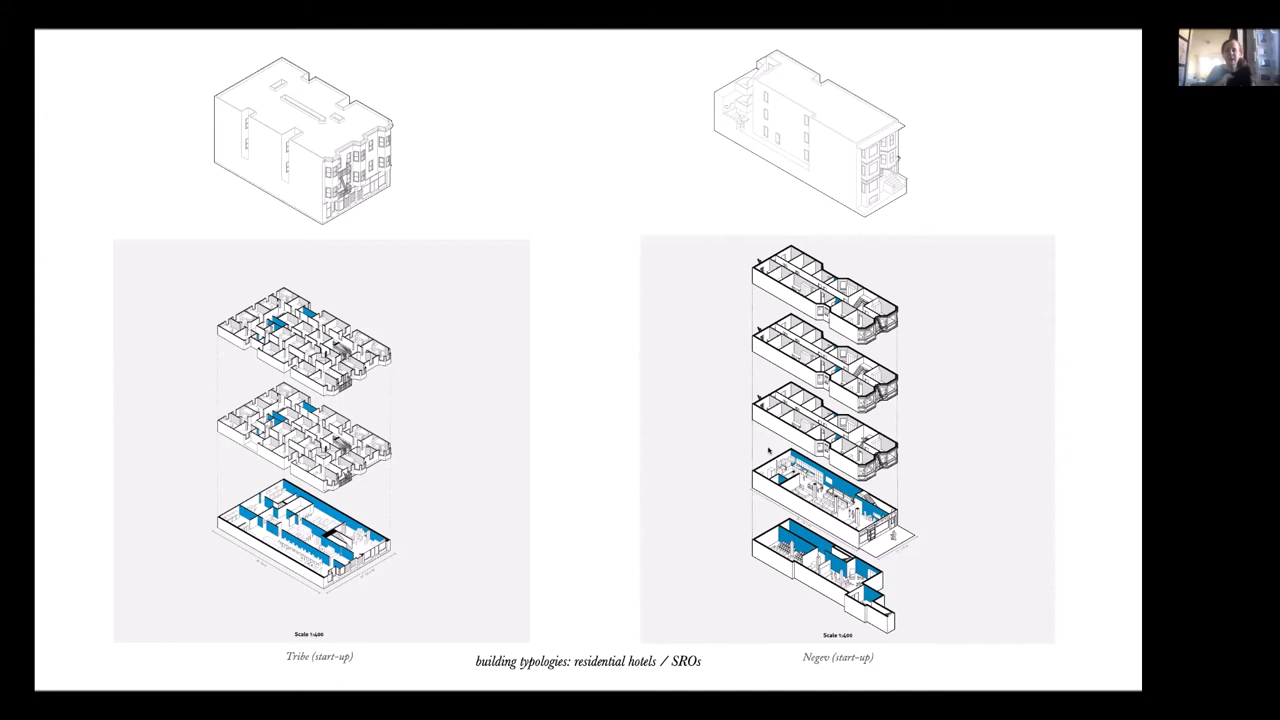 Scale 1:400
Scale 1:400
Tribe (start-up)
building typologies: residential hotels / SROs
Negev (start-up)